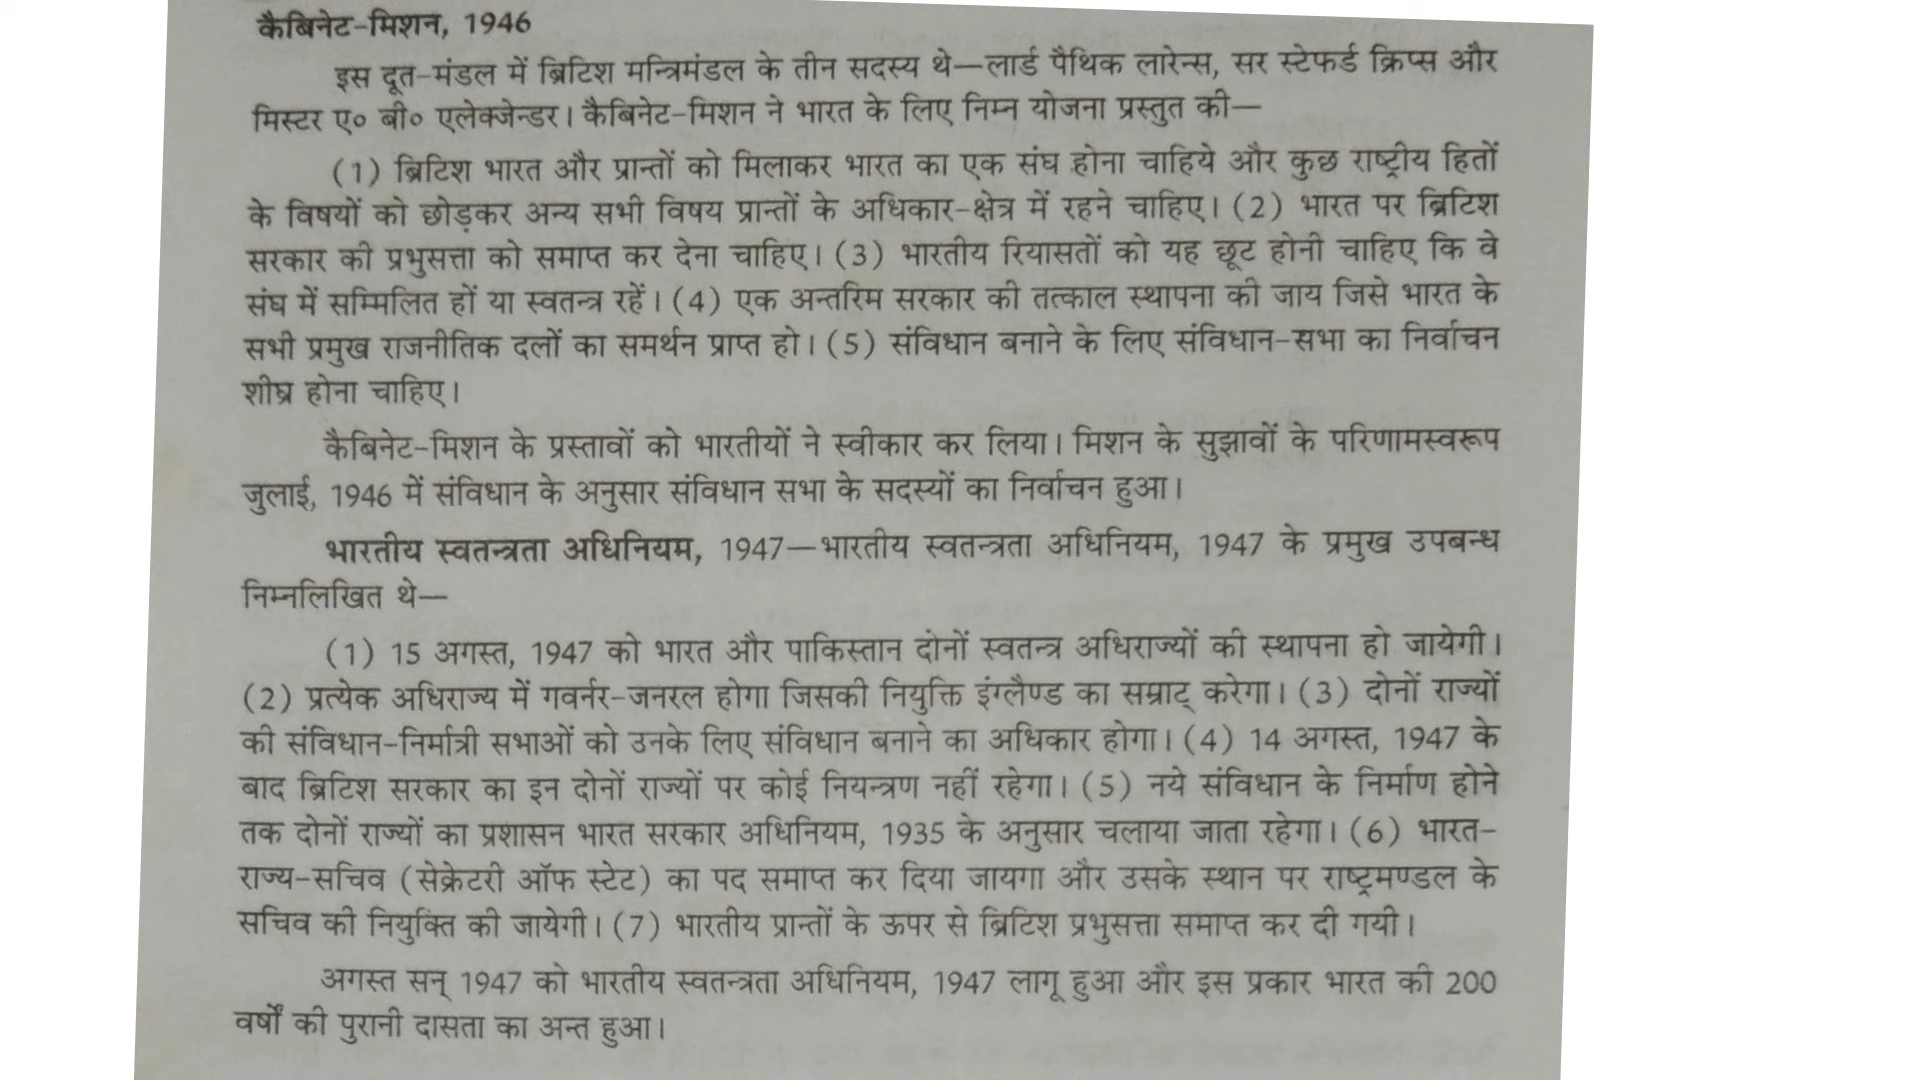 कैबिनेट-मिशन, 1946
इस दूत-मंडल में ब्रिटिश मन्त्रिमंडल के तीन सदस्य थे—लार्ड पैथिक लारेन्स, सर स्टेफर्ड क्रिप्स और
मिस्टर ए० बी० एलेक्जेन्डर। कैबिनेट-मिशन ने भारत के लिए निम्न योजना प्रस्तुत की—
(1) ब्रिटिश भारत और प्रान्तों को मिलाकर भारत का एक संघ होना चाहिये और कुछ राष्ट्रीय हितों
के विषयों को छोड़कर अन्य सभी विषय प्रान्तों के अधिकार-क्षेत्र में रहने चाहिए। (2) भारत पर ब्रिटिश
सरकार की प्रभुसत्ता को समाप्त कर देना चाहिए। (3) भारतीय रियासतों को यह छूट होनी चाहिए कि वे
संघ में सम्मिलित हों या स्वतन्त्र रहें। (4) एक अन्तरिम सरकार की तत्काल स्थापना की जाय जिसे भारत के
सभी प्रमुख राजनीतिक दलों का समर्थन प्राप्त हो। (5) संविधान बनाने के लिए संविधान-सभा का निर्वाचन
शीघ्र होना चाहिए।
कैबिनेट-मिशन के प्रस्तावों को भारतीयों ने स्वीकार कर लिया। मिशन के सुझावों के परिणामस्वरूप
जुलाई, 1946 में संविधान के अनुसार संविधान सभा के सदस्यों का निर्वाचन हुआ।
भारतीय स्वतन्त्रता अधिनियम, 1947—भारतीय स्वतन्त्रता अधिनियम, 1947 के प्रमुख उपबन्ध
निम्नलिखित थे—
(1) 15 अगस्त, 1947 को भारत और पाकिस्तान दोनों स्वतन्त्र अधिराज्यों की स्थापना हो जायेगी।
(2) प्रत्येक अधिराज्य में गवर्नर-जनरल होगा जिसकी नियुक्ति इंग्लैण्ड का सम्राट् करेगा। (3) दोनों राज्यों
की संविधान-निर्मात्री सभाओं को उनके लिए संविधान बनाने का अधिकार होगा। (4) 14 अगस्त, 1947 के
बाद ब्रिटिश सरकार का इन दोनों राज्यों पर कोई नियन्त्रण नहीं रहेगा। (5) नये संविधान के निर्माण होने
तक दोनों राज्यों का प्रशासन भारत सरकार अधिनियम, 1935 के अनुसार चलाया जाता रहेगा। (6) भारत-
राज्य-सचिव (सेक्रेटरी ऑफ स्टेट) का पद समाप्त कर दिया जायगा और उसके स्थान पर राष्ट्रमण्डल के
सचिव की नियुक्ति की जायेगी। (7) भारतीय प्रान्तों के ऊपर से ब्रिटिश प्रभुसत्ता समाप्त कर दी गयी।
अगस्त सन् 1947 को भारतीय स्वतन्त्रता अधिनियम, 1947 लागू हुआ और इस प्रकार भारत की 200
वर्षों की पुरानी दासता का अन्त हुआ।